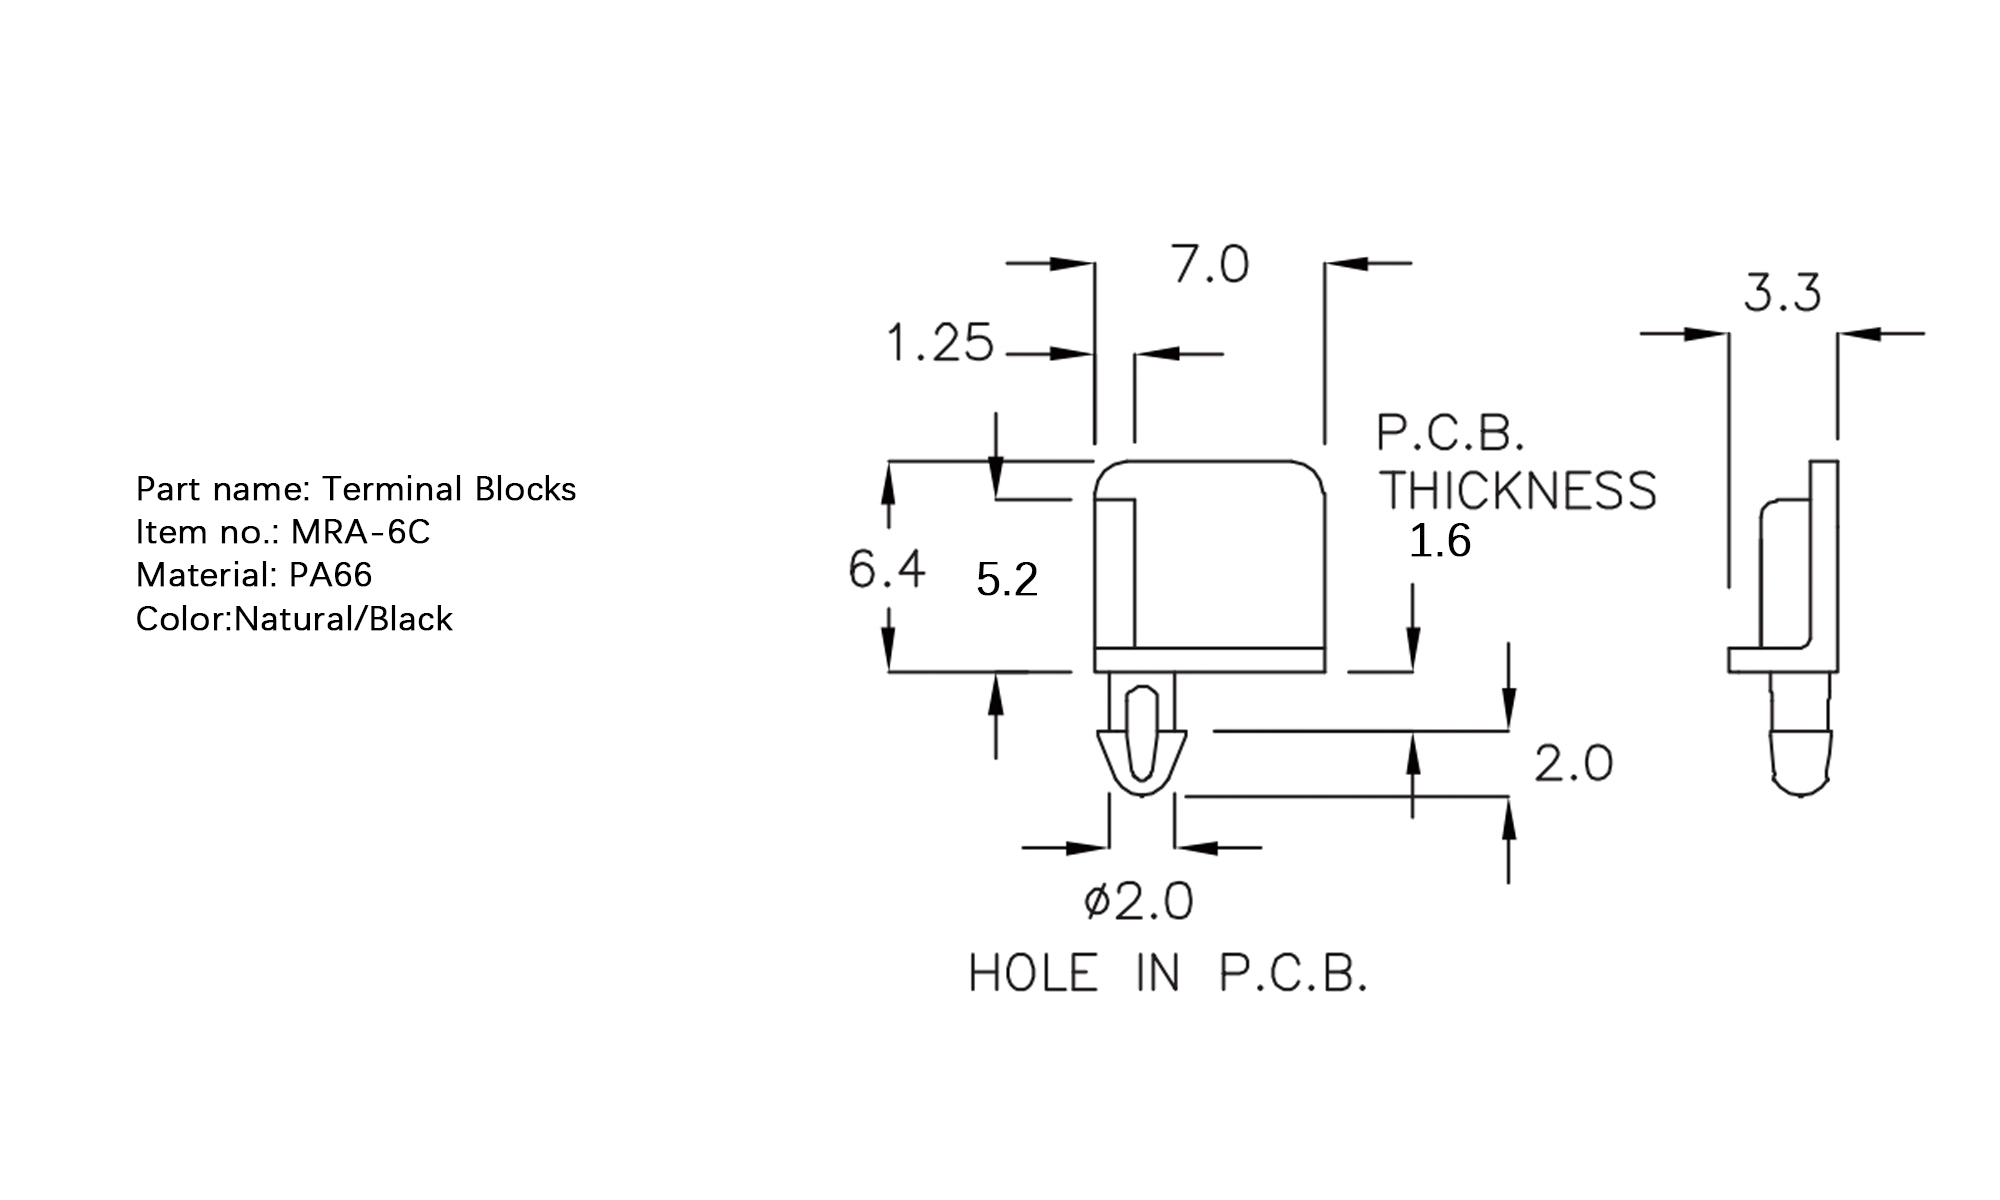 Part name: Terminal Blocks
Item no.: MRA-6C
Material: PA66
Color:Natural/Black
7.0
3.3
1.25
P.C.B.
THICKNESS
1.6
6.4
5.2
2.0
ø2.0
HOLE IN P.C.B.